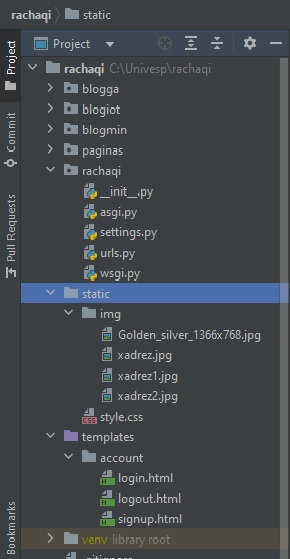 rachaqi static
Project
Commit
Pull Requests
Bookmarks
Project
rachaqi C:\Univesp\rachaqi
blogga
blogiot
blogmin
paginas
rachaqi
__init__.py
asgi.py
settings.py
urls.py
wsgi.py
static
img
Golden_silver_1366x768.jpg
xadrez.jpg
xadrez1.jpg
xadrez2.jpg
style.css
templates
account
login.html
logout.html
signup.html
venv library root